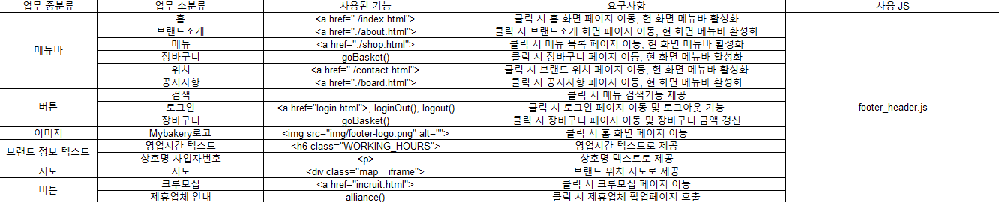 업무 중분류 업무 소분류 사용된 기능 요구사항 사용 JS
메뉴바 홈 <a href="./index.html"> 클릭 시 홈 화면 페이지 이동, 현 화면 메뉴바 활성화 footer_header.js
브랜드소개 <a href="./about.html"> 클릭 시 브랜드소개 화면 페이지 이동, 현 화면 메뉴바 활성화
메뉴 <a href="./shop.html"> 클릭 시 메뉴 목록 페이지 이동, 현 화면 메뉴바 활성화
장바구니 goBasket() 클릭 시 장바구니 페이지 이동, 현 화면 메뉴바 활성화
위치 <a href="./contact.html"> 클릭 시 브랜드 위치 페이지 이동, 현 화면 메뉴바 활성화
공지사항 <a href="./board.html"> 클릭 시 공지사항 페이지 이동, 현 화면 메뉴바 활성화
버튼 검색 클릭 시 메뉴 검색기능 제공
로그인 <a href="login.html">, loginOut(), logout() 클릭 시 로그인 페이지 이동 및 로그아웃 기능
장바구니 goBasket() 클릭 시 장바구니 페이지 이동 및 장바구니 금액 갱신
이미지 Mybakery로고 <img src="img/footer-logo.png" alt=""> 클릭 시 홈 화면 페이지 이동
브랜드 정보 텍스트 영업시간 텍스트 <h6 class="WORKING_HOURS"> 영업시간 텍스트로 제공
상호명 사업자번호 <p> 상호명 텍스트로 제공
지도 지도 <div class="map__iframe"> 브랜드 위치 지도로 제공
버튼 크루모집 <a href="incruit.html"> 클릭 시 크루모집 페이지 이동
제휴업체 안내 alliance() 클릭 시 제휴업체 팝업페이지 호출